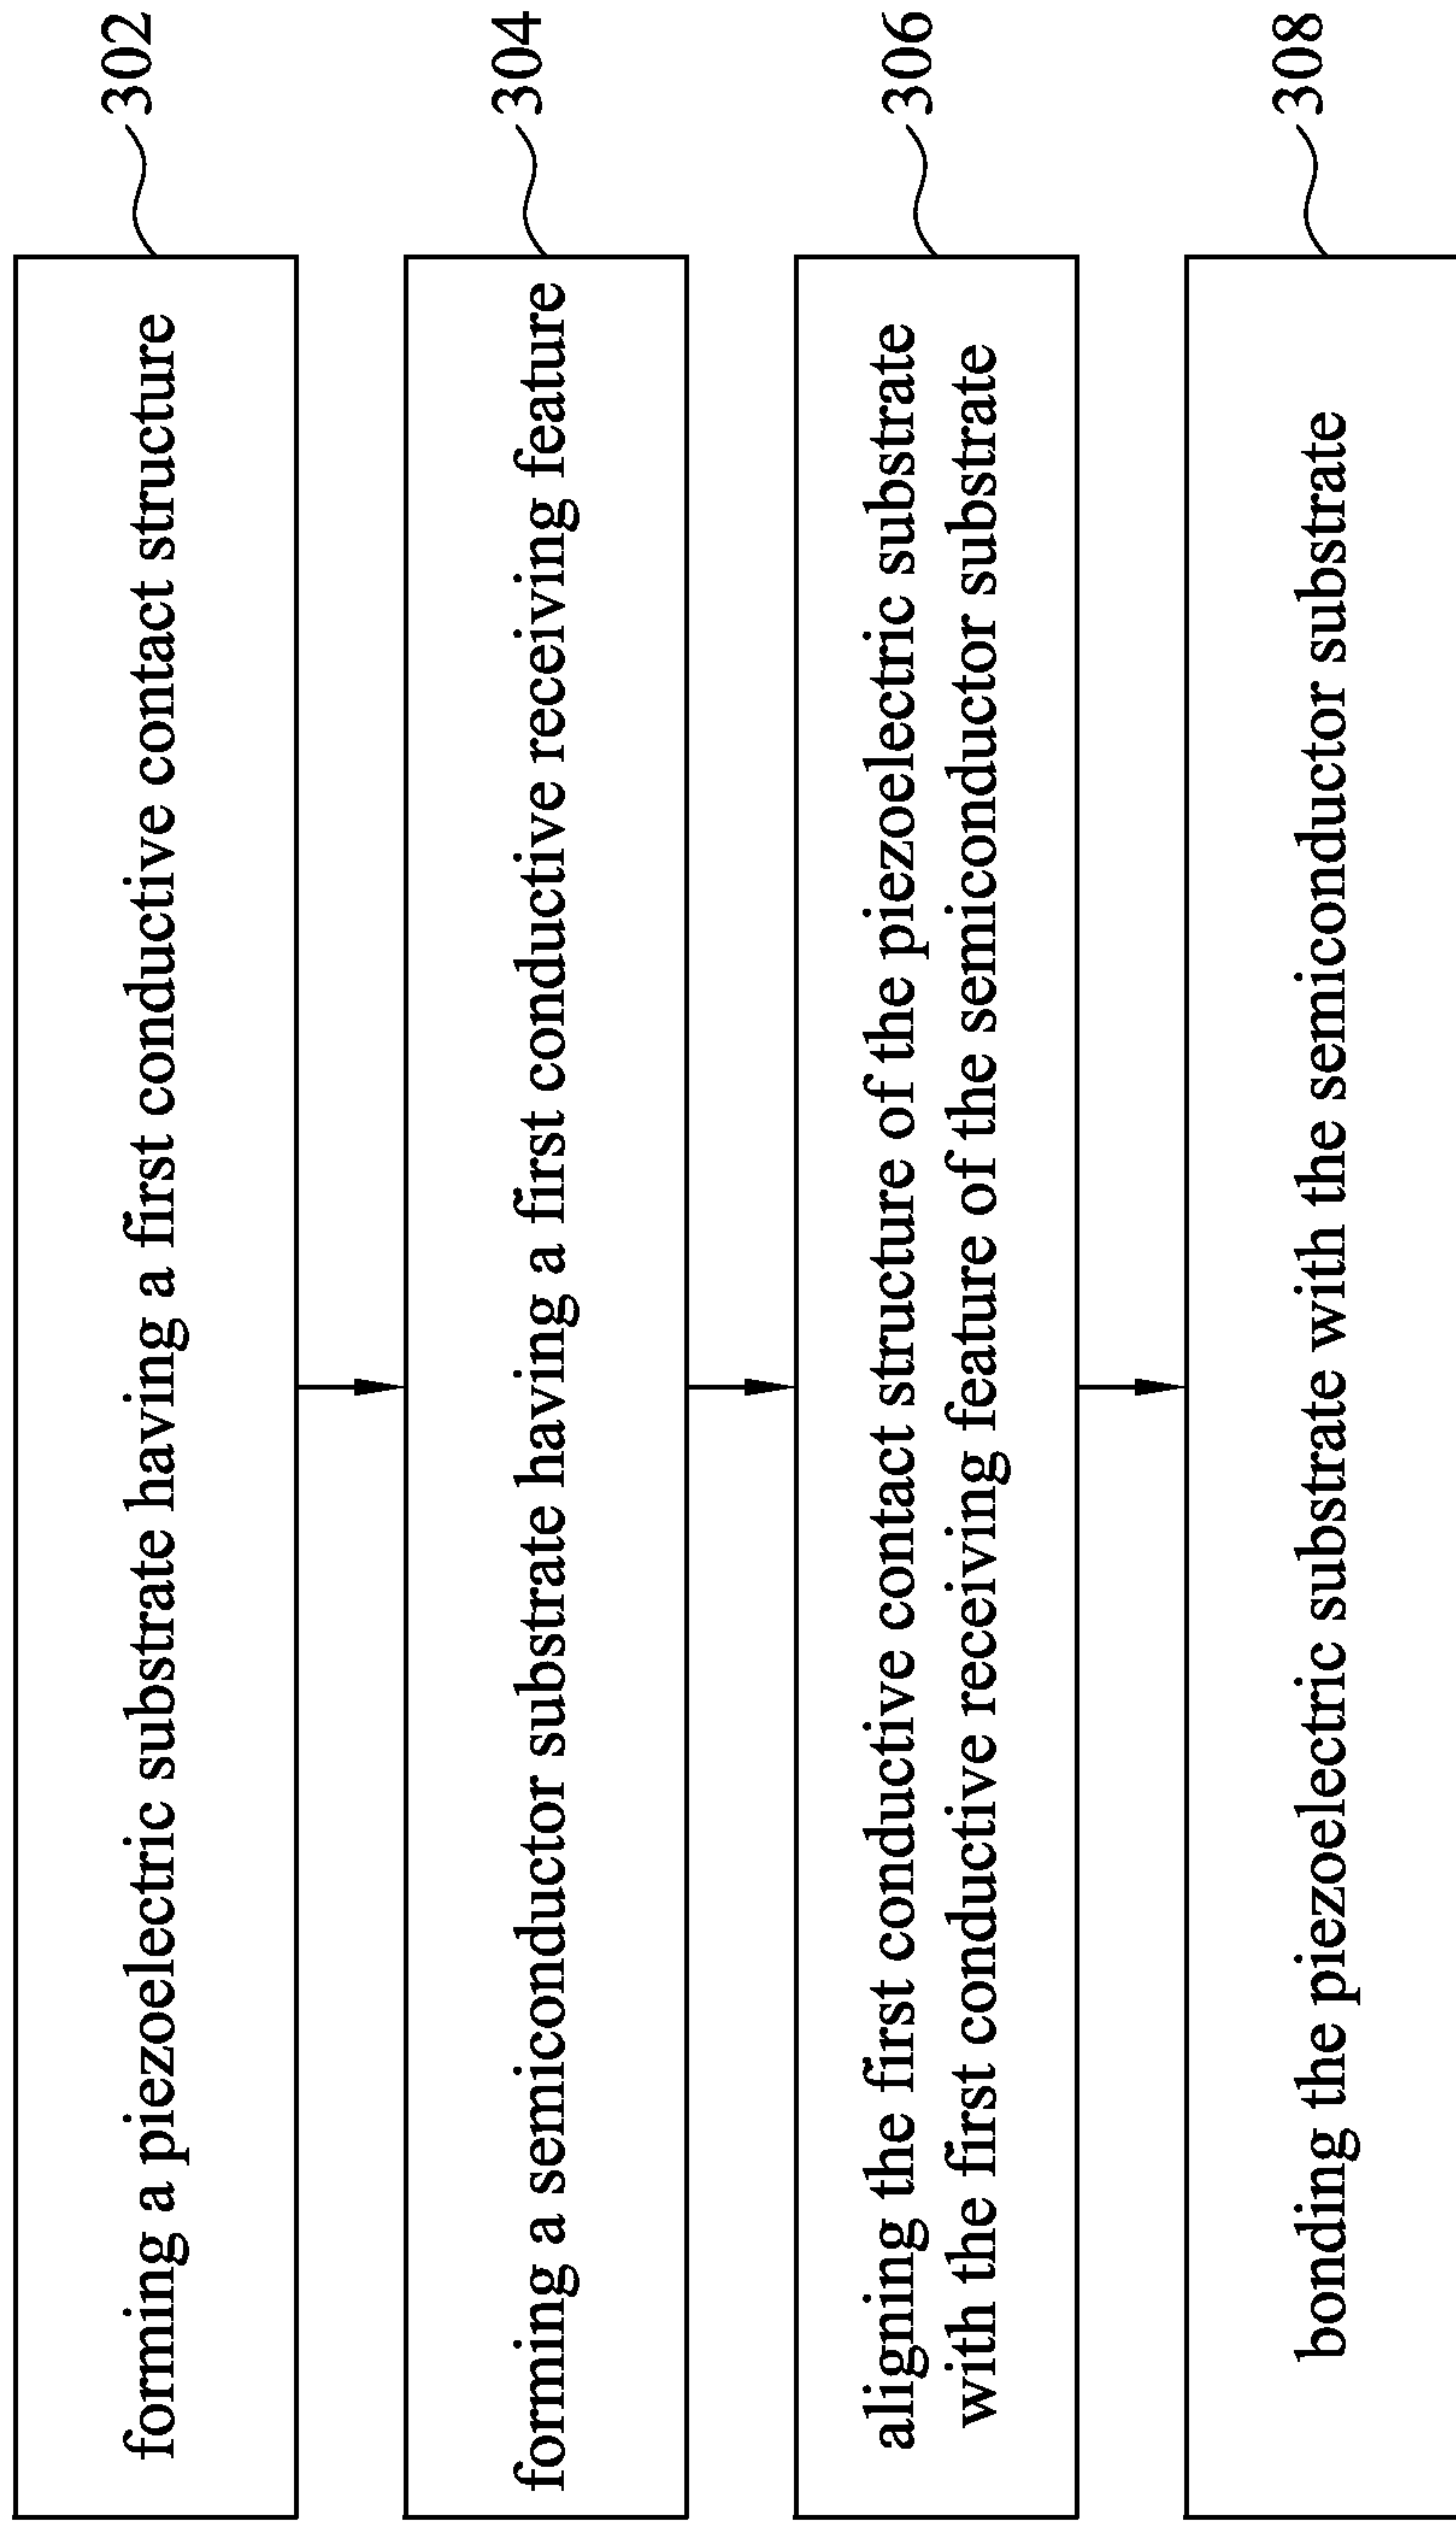 forming a piezoelectric substrate having a first conductive contact structure
302
forming a semiconductor substrate having a first conductive receiving feature
304
aligning the first conductive contact structure of the piezoelectric substrate
with the first conductive receiving feature of the semiconductor substrate
306
bonding the piezoelectric substrate with the semiconductor substrate
308